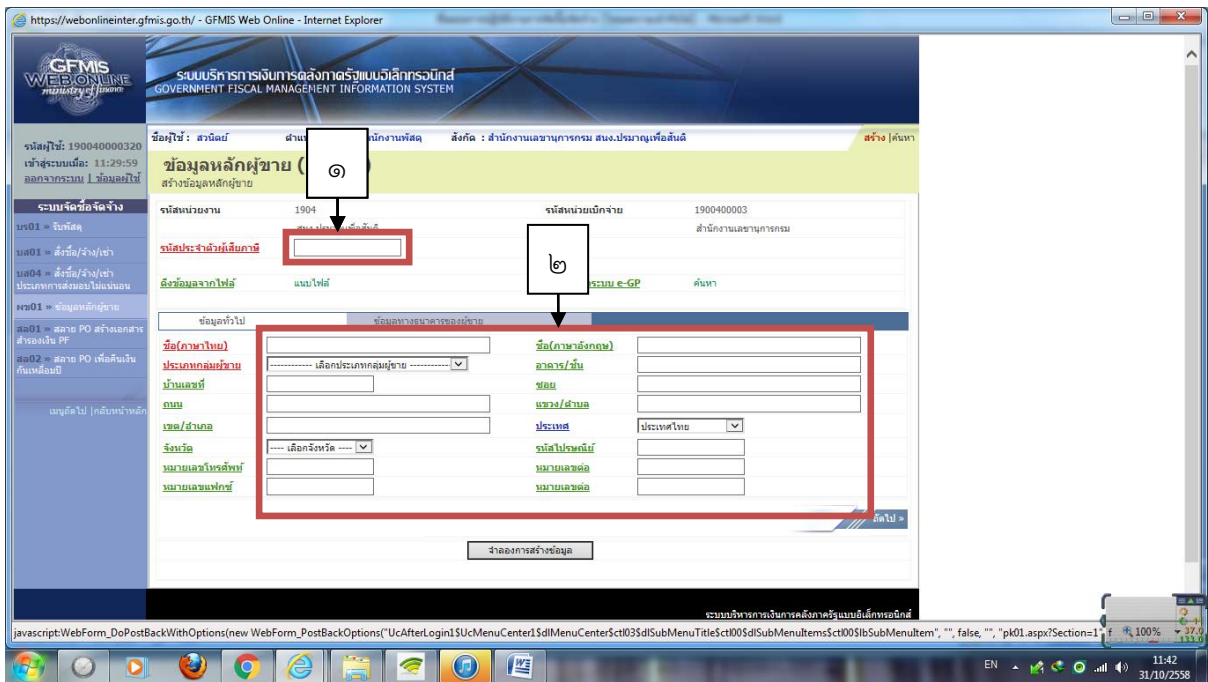 https://webonlineinter.gfmis.go.th/ - GFMIS Web Online - Internet Explorer
GFMIS
WEB ONLINE
ministry of finance
ระบบริหารการเงินการคลังภาครัฐแบบอิเล็กทรอนิกส์
GOVERNMENT FISCAL MANAGEMENT INFORMATION SYSTEM
รหัสผู้ใช้: 190040000320
เข้าสู่ระบบเมื่อ: 11:29:59
ออกจากระบบ | ข้อมูลผู้ใช้
ชื่อผู้ใช้ : สวนิตย์
สังกัด : สำนักงานเลขานุการกรม สนง.ปรมาณูเพื่อสันติ
สร้าง |ค้นหา
ข้อมูลหลักผู้ขาย (
สร้างข้อมูลหลักผู้ขาย
๑
ระบบจัดซื้อจัดจ้าง
บร01 » รับพัสดุ
บส01 » สั่งซื้อ/จ้าง/เช่า
บส04 » สั่งซื้อ/จ้าง/เช่า
ประเภทการส่งมอบไม่แน่นอน
ผข01 » ข้อมูลหลักผู้ขาย
สล01 » สลาย PO สร้างเอกสาร
สำรองเงิน PF
สล02 » สลาย PO เพื่อคืนเงิน
กันเหลื่อมปี
เมนูถัดไป |กลับหน้าหลัก
รหัสหน่วยงาน 1904 รหัสหน่วยเบิกจ่าย 1900400003
สำนักงานเลขานุการกรม
รหัสประจำตัวผู้เสียภาษี
๒
ดึงข้อมูลจากไฟล์ แนบไฟล์ ระบบ e-GP ค้นหา
ข้อมูลทั่วไป ข้อมูลทางธนาคารของผู้ขาย
ชื่อ(ภาษาไทย) ชื่อ(ภาษาอังกฤษ)
ประเภทกลุ่มผู้ขาย ------------ เลือกประเภทกลุ่มผู้ขาย ------------ อาคาร/ชั้น
บ้านเลขที่ ซอย
ถนน แขวง/ตำบล
เขต/อำเภอ ประเทศ ประเทศไทย
จังหวัด ---- เลือกจังหวัด ---- รหัสไปรษณีย์
หมายเลขโทรศัพท์ หมายเลขต่อ
หมายเลขแฟกซ์ หมายเลขต่อ
ถัดไป »
จำลองการสร้างข้อมูล
ระบบบริหารการเงินการคลังภาครัฐแบบอิเล็กทรอนิกส์
javascript:WebForm_DoPostBackWithOptions(new WebForm_PostBackOptions("UcAfterLogin1$UcMenuCenter1$dlMenuCenter$ctl03$dlSubMenuTitle$ctl00$dlSubMenuItems$ctl00$lbSubMenuItem", "", false, "", "pk01.aspx?Section=1" f 100%
EN 11:42
31/10/2558